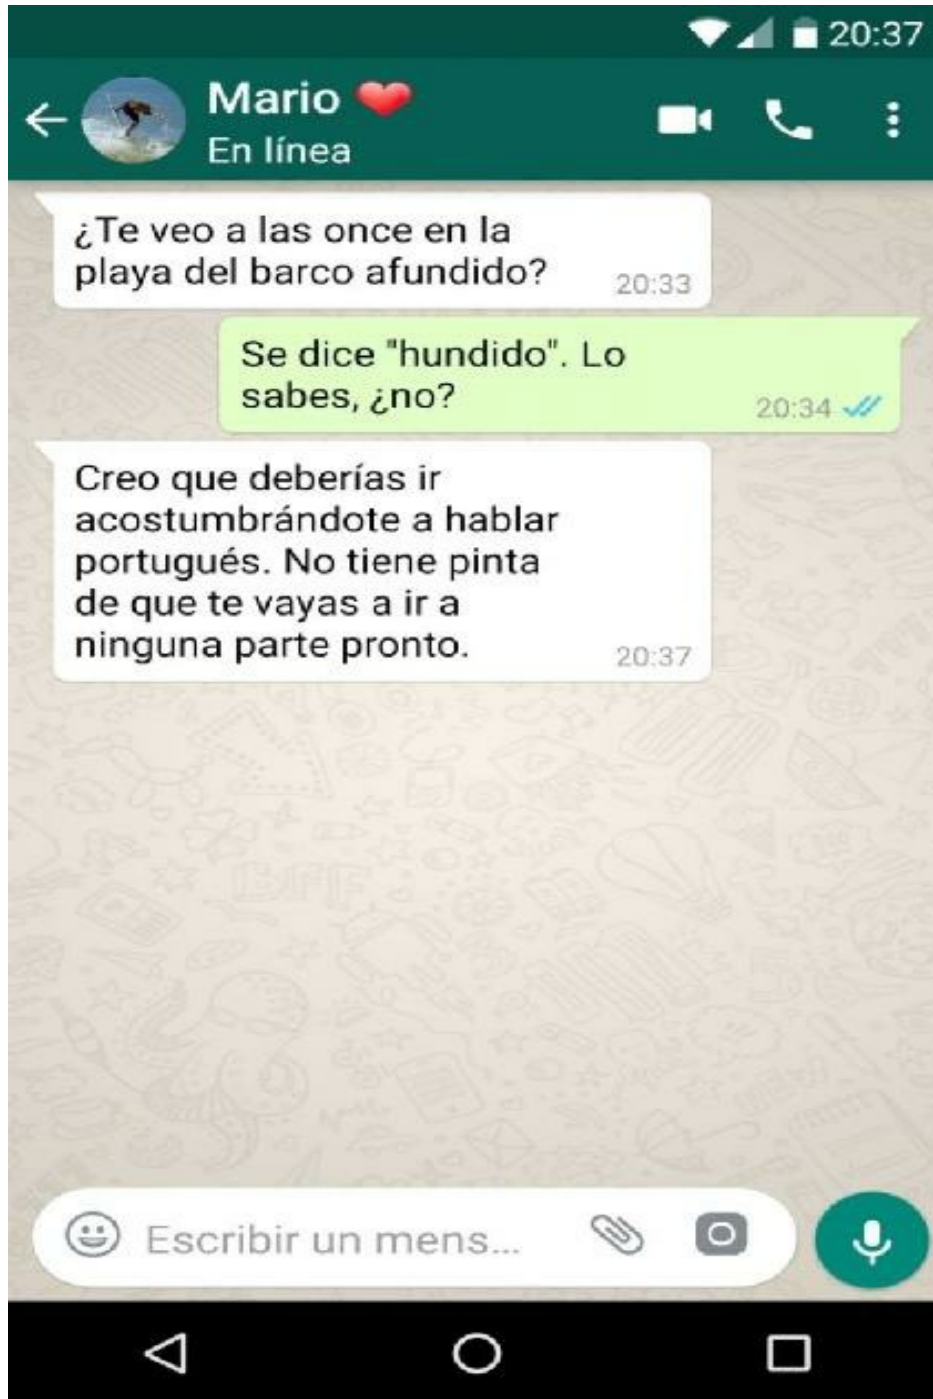 20:37
Mario ❤
En línea
¿Te veo a las once en la
playa del barco afundido?
20:33
Se dice "hundido". Lo
sabes, ¿no?
20:34
Creo que deberías ir
acostumbrándote a hablar
portugués. No tiene pinta
de que te vayas a ir a
ninguna parte pronto.
20:37
Escribir un mens...